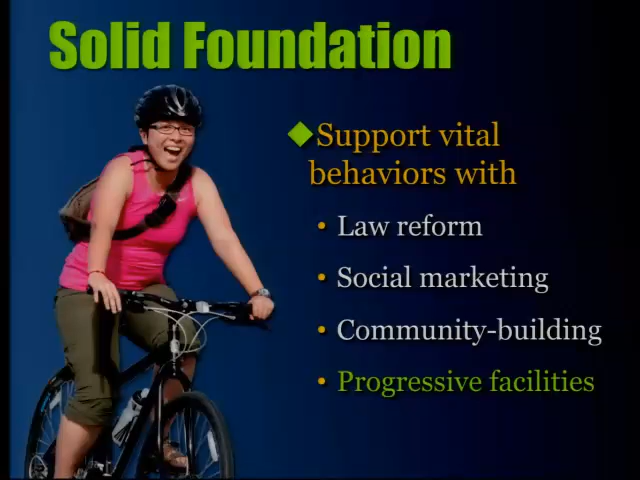 Solid Foundation
Support vital
behaviors with
• Law reform
• Social marketing
• Community-building
• Progressive facilities